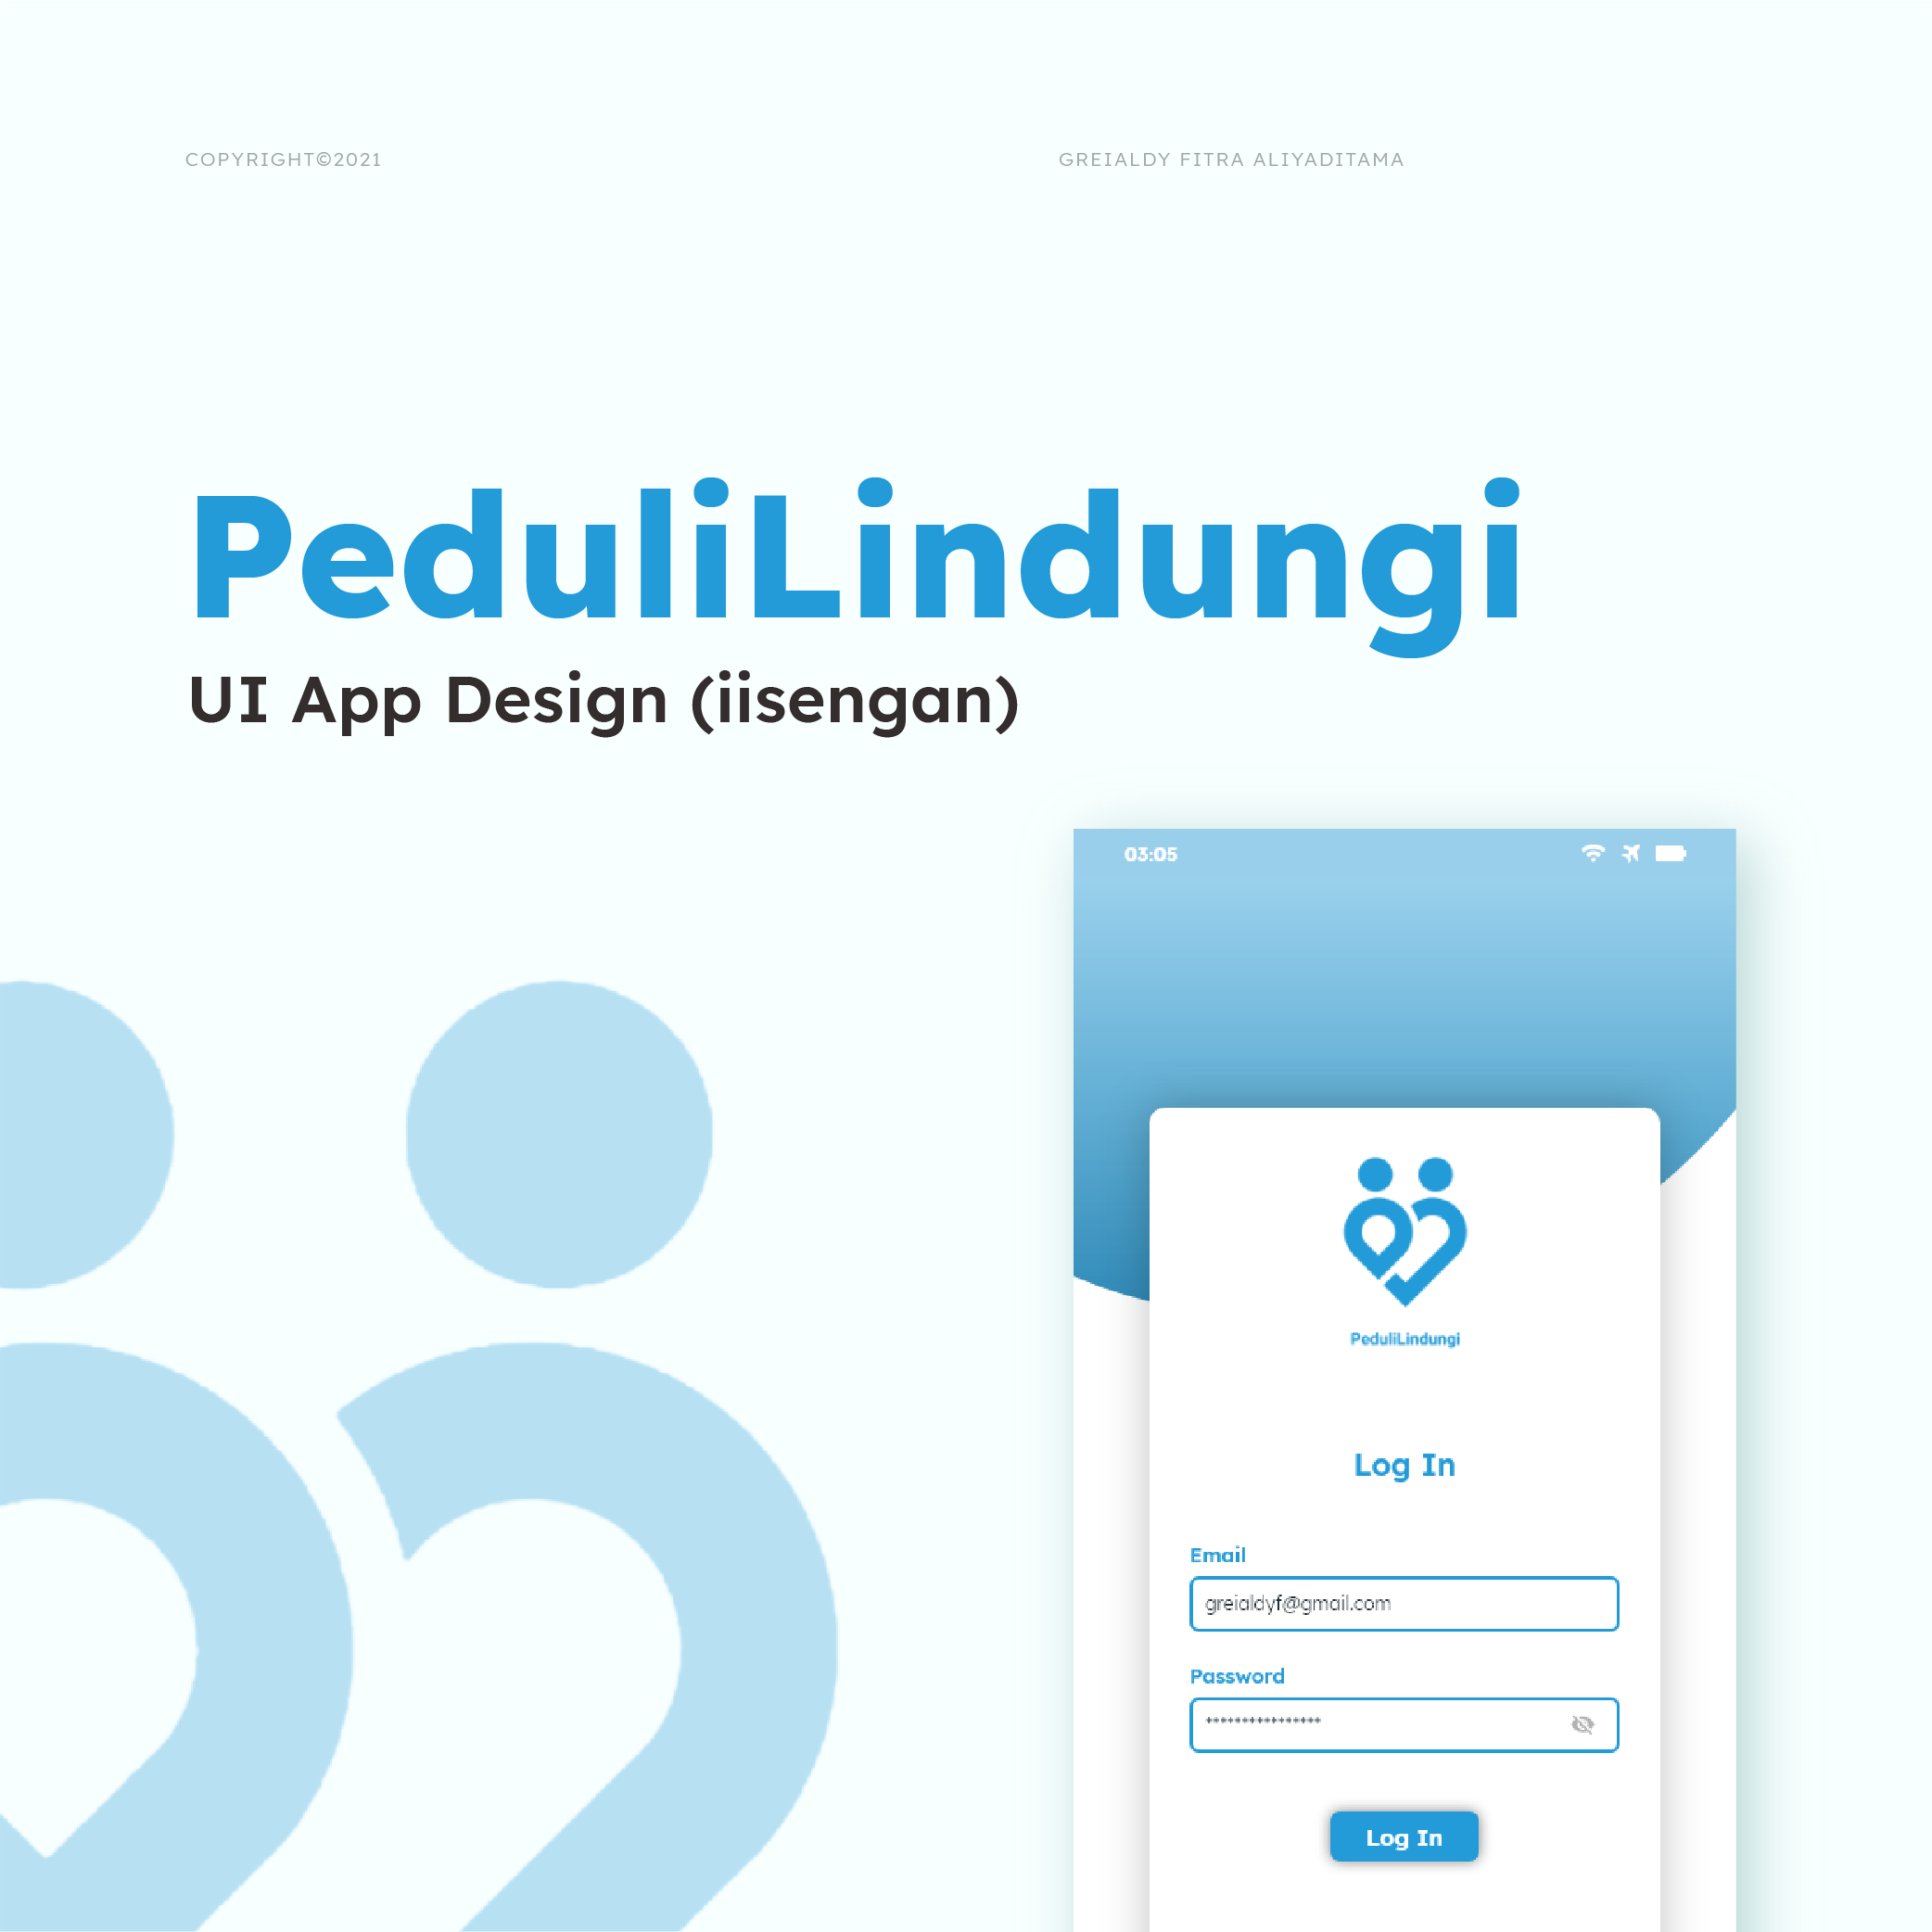 COPYRIGHT©2021
GREIALDY FITRA ALIYADITAMA
PeduliLindungi
UI App Design (iisengan)
03:05
PeduliLindungi
Log In
Email
greialdyf@gmail.com
Password
****************
Log In